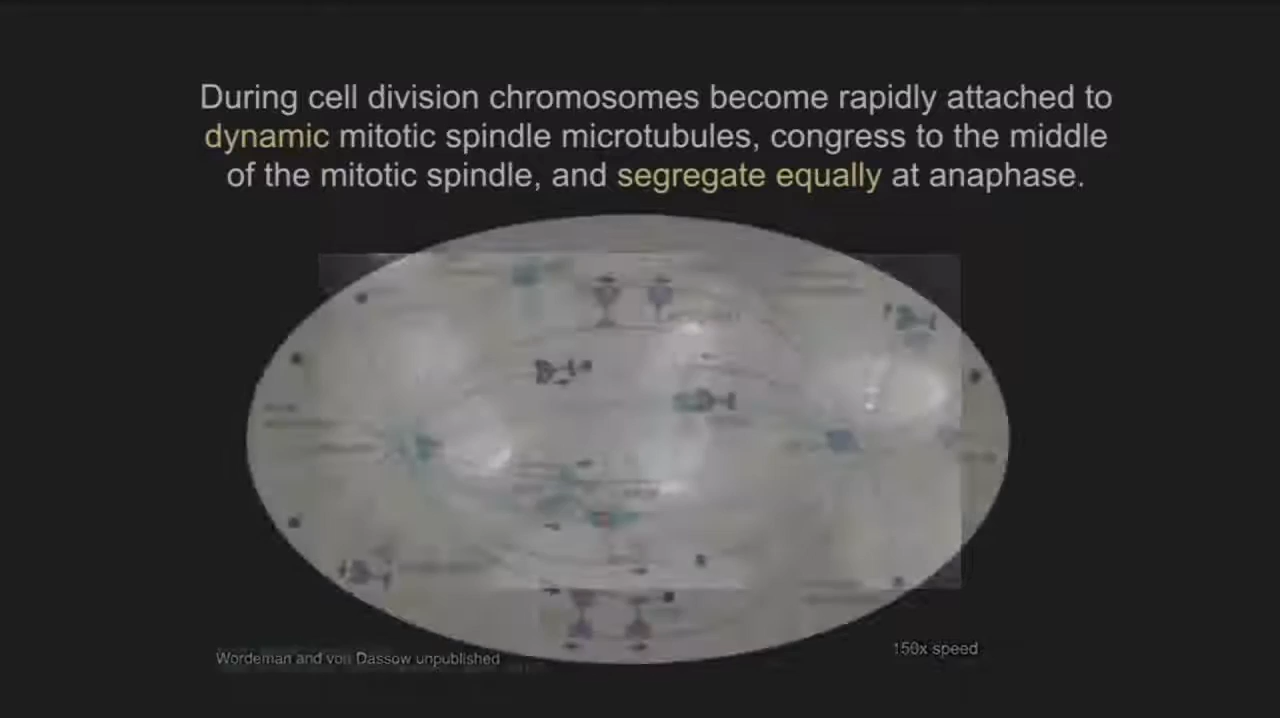 During cell division chromosomes become rapidly attached to
dynamic mitotic spindle microtubules, congress to the middle
of the mitotic spindle, and segregate equally at anaphase.
Wordeman and von Dassow unpublished
150x speed